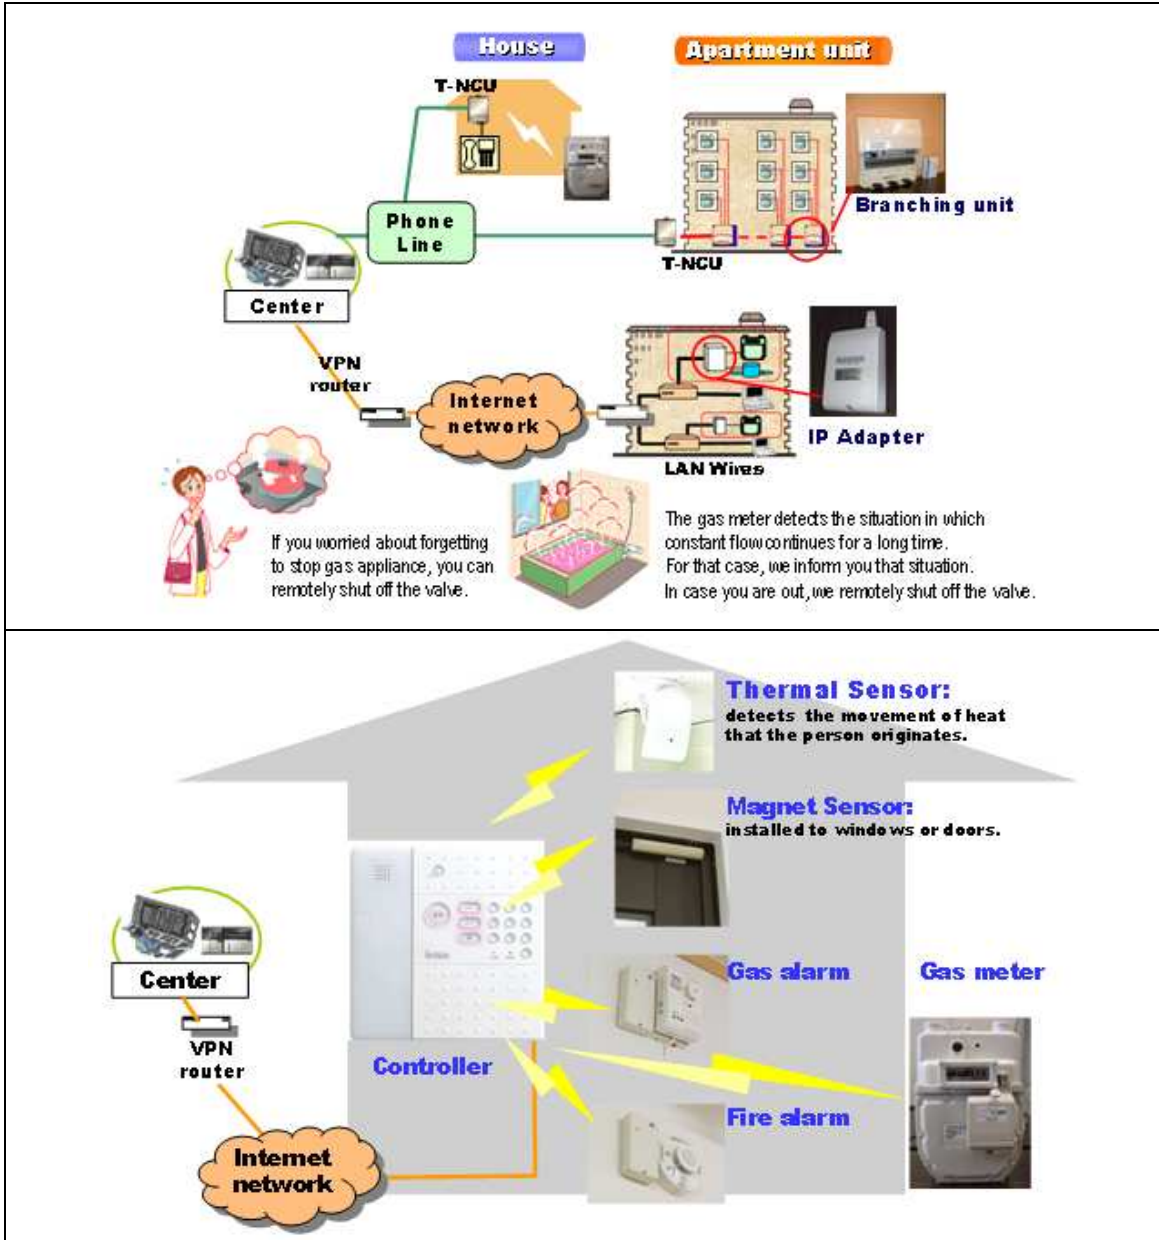 House
Apartment unit
T-NCU
Branching unit
Phone
Line
T-NCU
Center
VPN
router
Internet
network
IP Adapter
LAN Wires
If you worried about forgetting
to stop gas appliance, you can
remotely shut off the valve.
The gas meter detects the situation in which
constant flow continues for a long time.
For that case, we inform you that situation.
In case you are out, we remotely shut off the valve.
Thermal Sensor:
detects the movement of heat
that the person originates.
Magnet Sensor:
installed to windows or doors.
Gas alarm
Gas meter
Center
VPN
router
Controller
Fire alarm
Internet
network